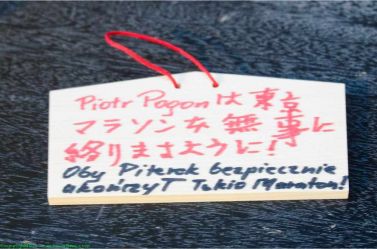 Piotr Pogon は東京
マラソンを無事に
終りますように!
Oby Piterek bezpiecznie
ukończył Tokio Maraton!